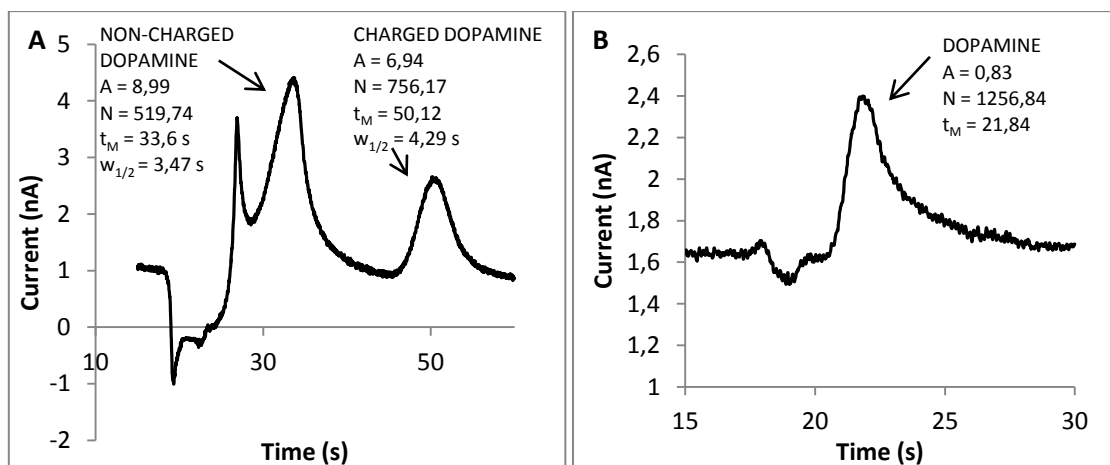 A
NON-CHARGED
DOPAMINE
A = 8,99
N = 519,74
tM = 33,6 s
w1/2 = 3,47 s
CHARGED DOPAMINE
A = 6,94
N = 756,17
tM = 50,12
w1/2 = 4,29 s
5
4
3
2
1
0
-1
-2
10
30
50
Current (nA)
Time (s)
B
DOPAMINE
A = 0,83
N = 1256,84
tM = 21,84
2,8
2,6
2,4
2,2
2
1,8
1,6
1,4
1,2
1
15
20
25
30
Current (nA)
Time (s)